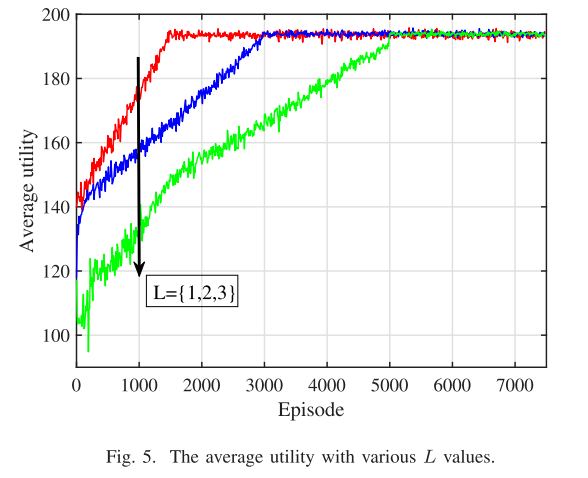 200
180
160
140
120
100
Average utility
L={1,2,3}
0 1000 2000 3000 4000 5000 6000 7000
Episode
Fig. 5. The average utility with various L values.